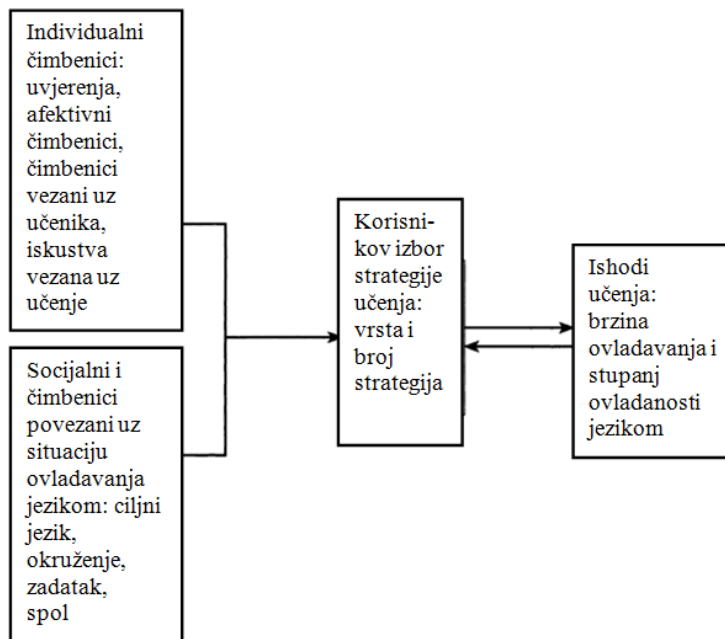 Individualni
čimbenici:
uvjerenja,
afektivni
čimbenici,
čimbenici
vezani uz
učenika,
iskustva
vezana uz
učenje
Socijalni i
čimbenici
povezani uz
situaciju
ovladavanja
jezikom: ciljni
jezik,
okruženje,
zadatak,
spol
Korisni-
kov izbor
strategije
učenja:
vrsta i
broj
strategija
Ishodi
učenja:
brzina
ovladavanja i
stupanj
ovladanosti
jezikom